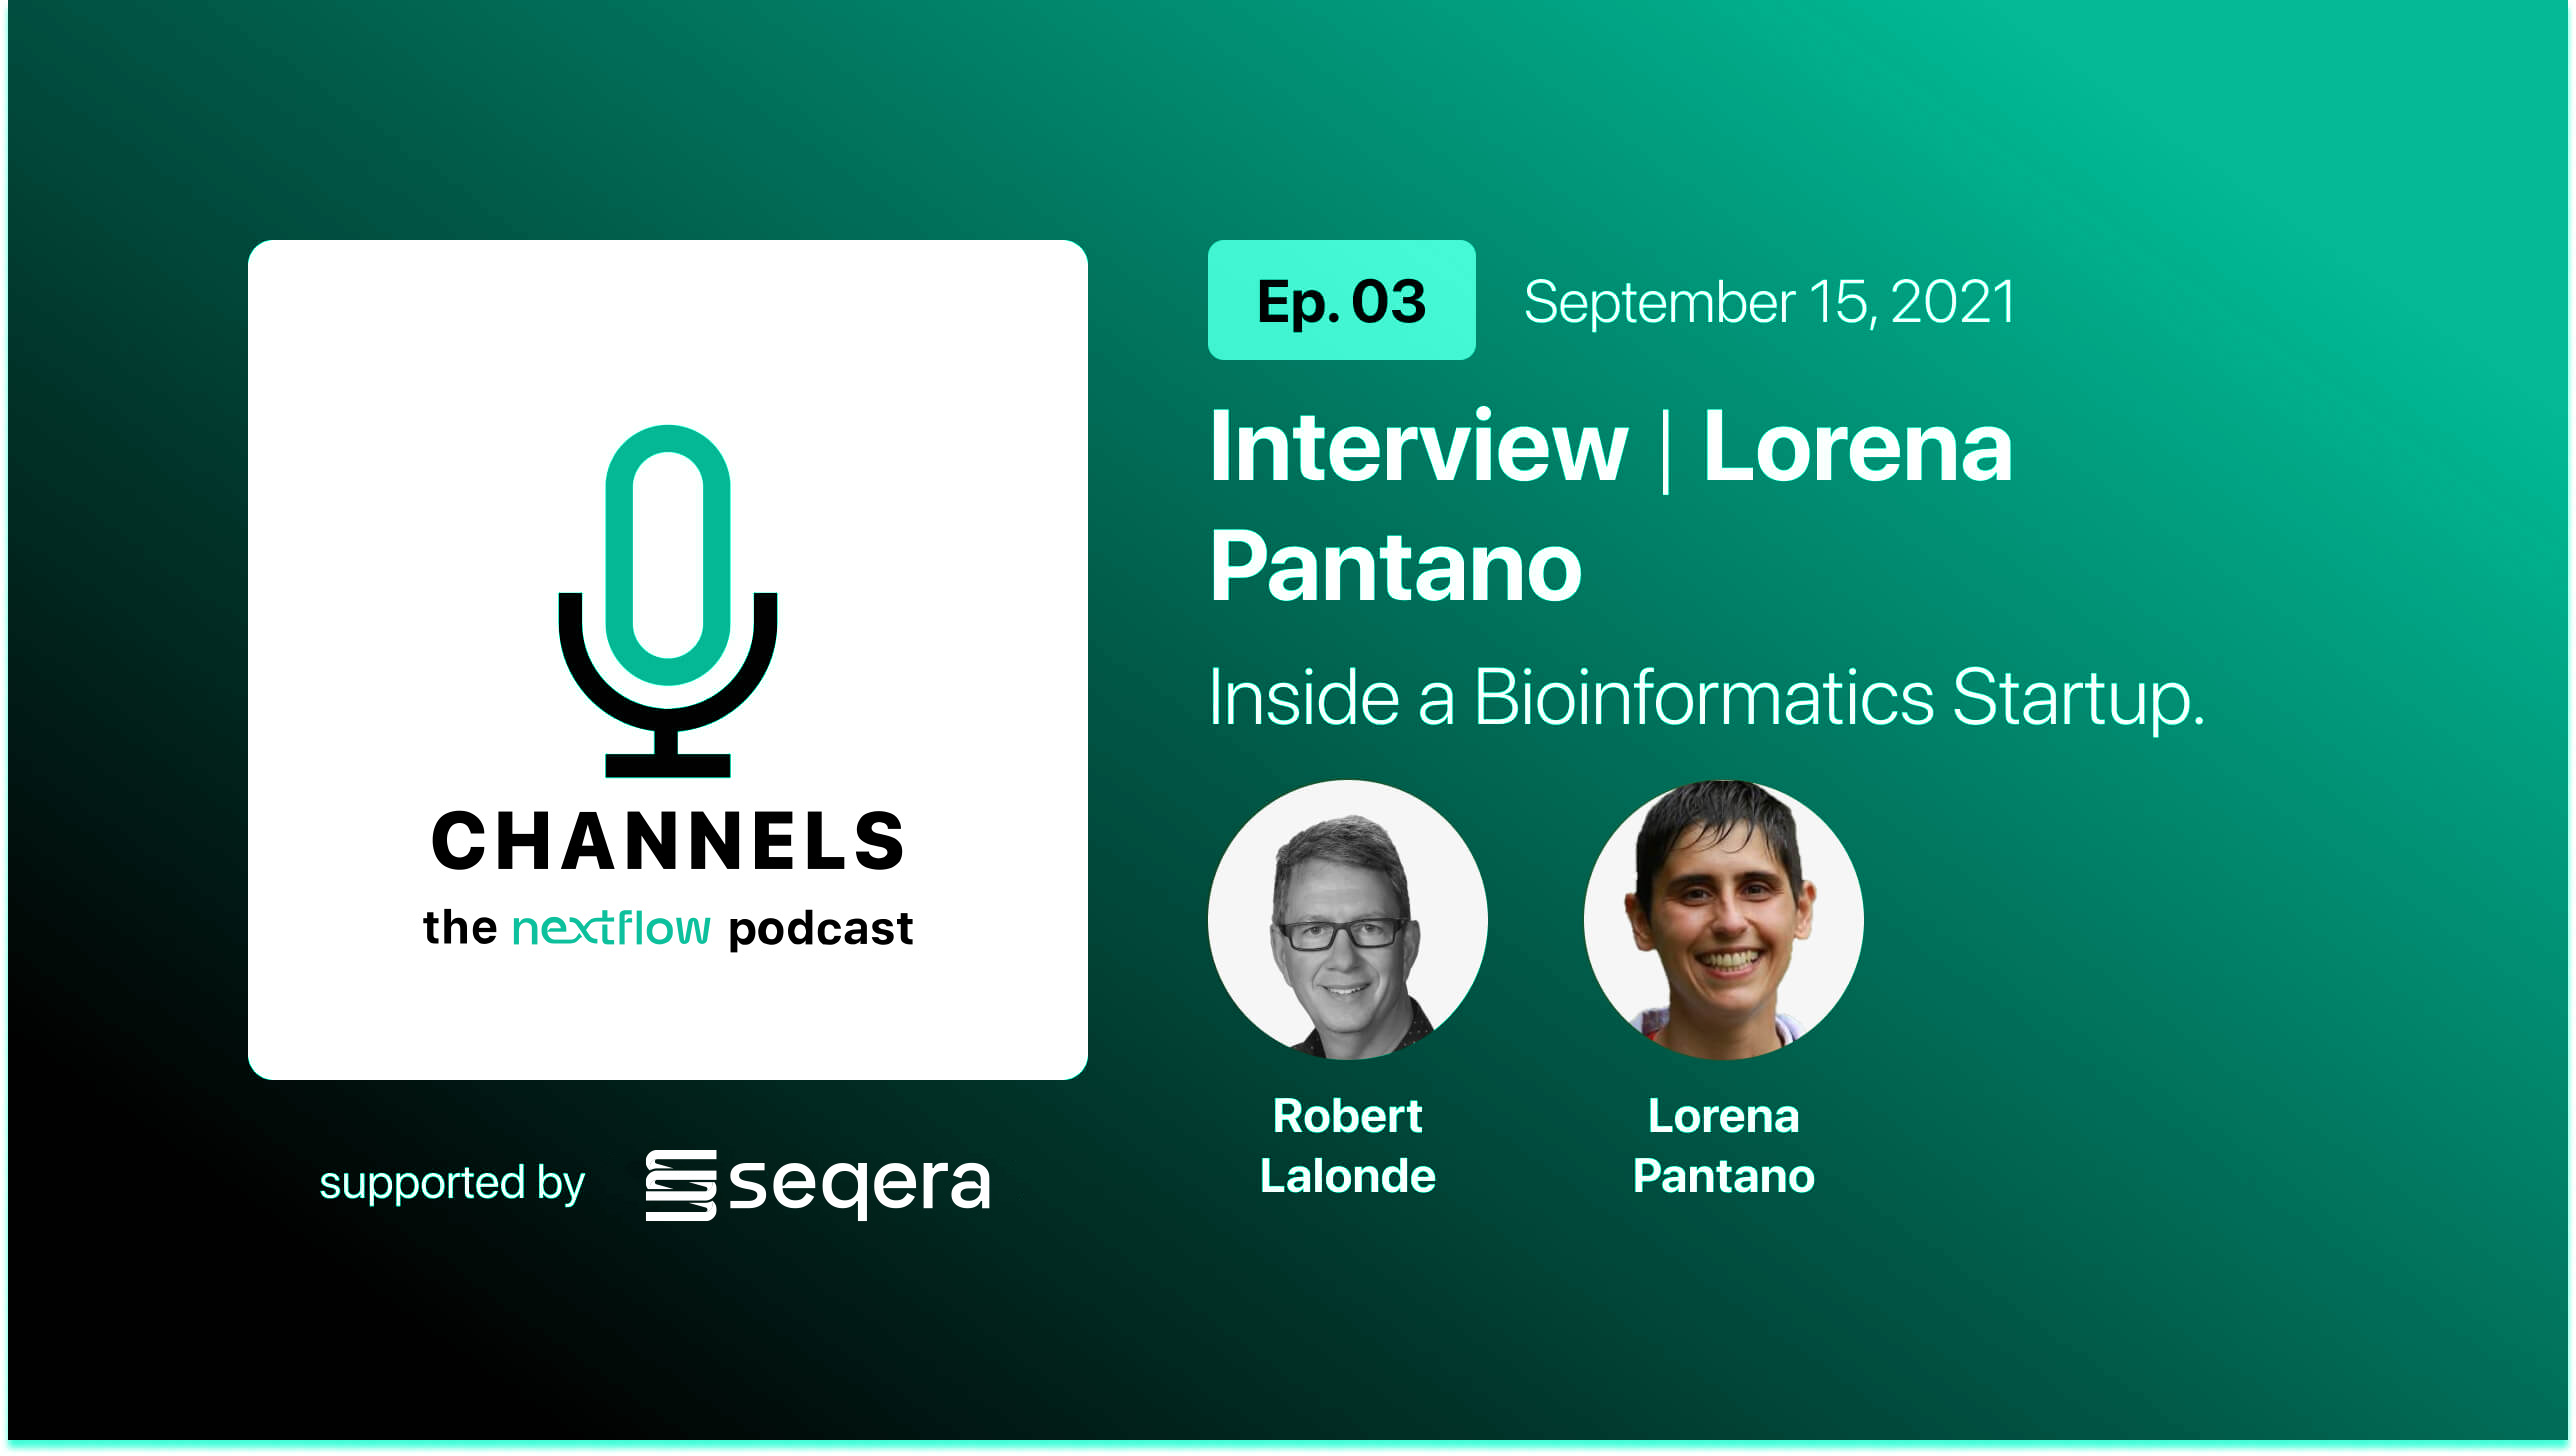 CHANNELS
the nextflow podcast
supported by seqera
Ep. 03 September 15, 2021
Interview | Lorena
Pantano
Inside a Bioinformatics Startup.
Robert
Lalonde
Lorena
Pantano